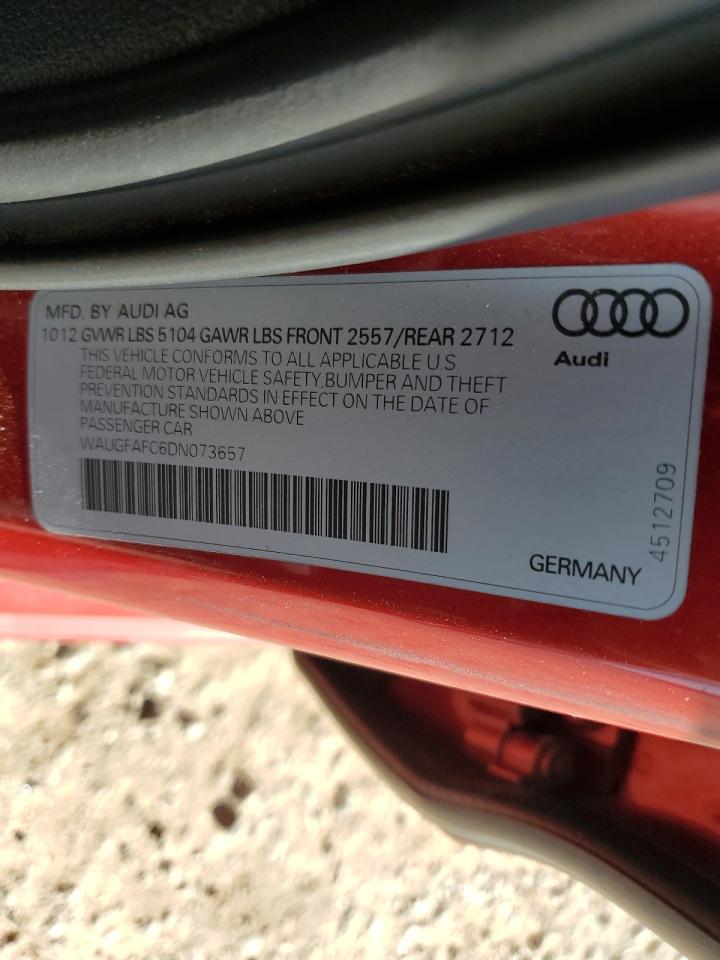 MFD. BY AUDI AG
1012 GVWR LBS 5104 GAWR LBS FRONT 2557/REAR 2712
THIS VEHICLE CONFORMS TO ALL APPLICABLE U.S.
FEDERAL MOTOR VEHICLE SAFETY,BUMPER AND THEFT
PREVENTION STANDARDS IN EFFECT ON THE DATE OF
MANUFACTURE SHOWN ABOVE
PASSENGER CAR
WAUGFAFC6DN073657
Audi
GERMANY
4512709